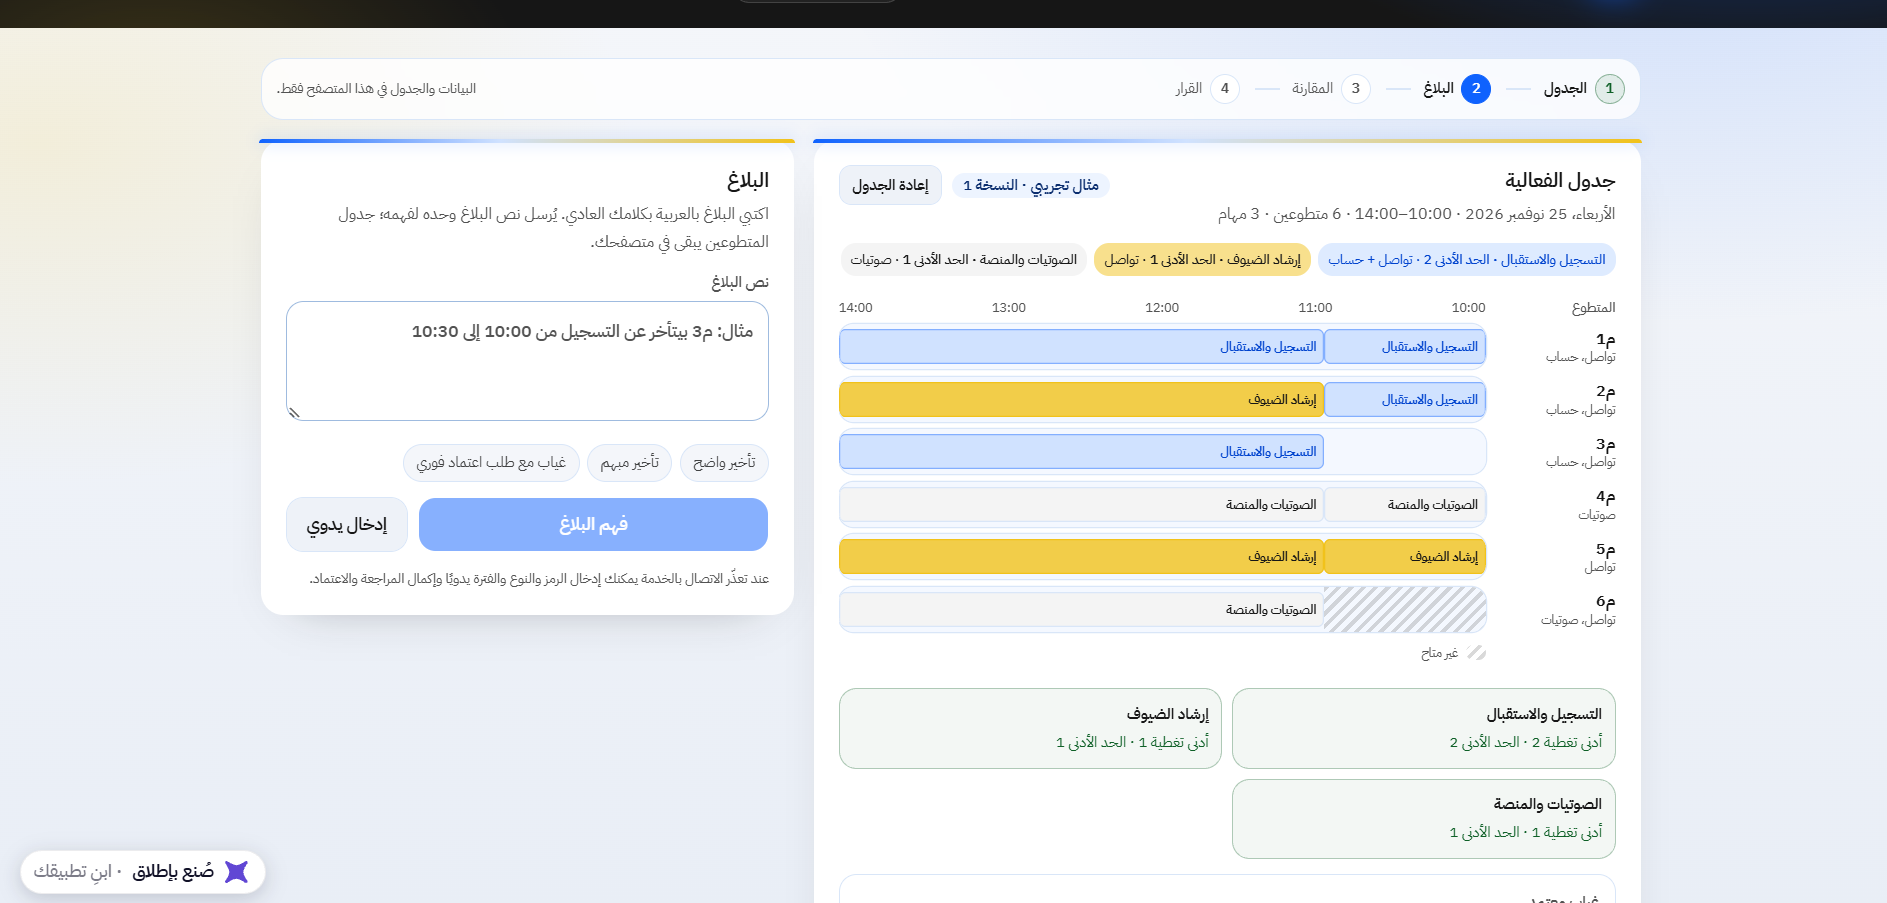 1 الجدول
2 البلاغ
3 المقارنة
4 القرار
البيانات والجدول في هذا المتصفح فقط.
جدول الفعالية
مثال تجريبي · النسخة 1
إعادة الجدول
الأربعاء، 25 نوفمبر 2026 · 10:00–14:00 · 6 متطوعين · 3 مهام
التسجيل والاستقبال · الحد الأدنى 2 · تواصل + حساب
إرشاد الضيوف · الحد الأدنى 1 · تواصل
الصوتيات والمنصة · الحد الأدنى 1 · صوتيات
المتطوع 10:00 11:00 12:00 13:00 14:00
م1
تواصل، حساب
التسجيل والاستقبال
التسجيل والاستقبال
م2
تواصل، حساب
التسجيل والاستقبال
إرشاد الضيوف
م3
تواصل، حساب
التسجيل والاستقبال
م4
صوتيات
الصوتيات والمنصة
الصوتيات والمنصة
م5
تواصل
إرشاد الضيوف
إرشاد الضيوف
م6
تواصل، صوتيات
الصوتيات والمنصة
غير متاح
التسجيل والاستقبال
أدنى تغطية 2 · الحد الأدنى 2
إرشاد الضيوف
أدنى تغطية 1 · الحد الأدنى 1
الصوتيات والمنصة
أدنى تغطية 1 · الحد الأدنى 1
البلاغ
اكتبي البلاغ بالعربية بكلامك العادي. يُرسل نص البلاغ وحده لفهمه؛ جدول
المتطوعين يبقى في متصفحك.
نص البلاغ
مثال: م3 بيتأخر عن التسجيل من 10:00 إلى 10:30
تأخير واضح
تأخير مبهم
غياب مع طلب اعتماد فوري
فهم البلاغ
إدخال يدوي
عند تعذّر الاتصال بالخدمة يمكنك إدخال الرمز والنوع والفترة يدويًا وإكمال المراجعة والاعتماد.
صُنع بإطلاق · ابنِ تطبيقك